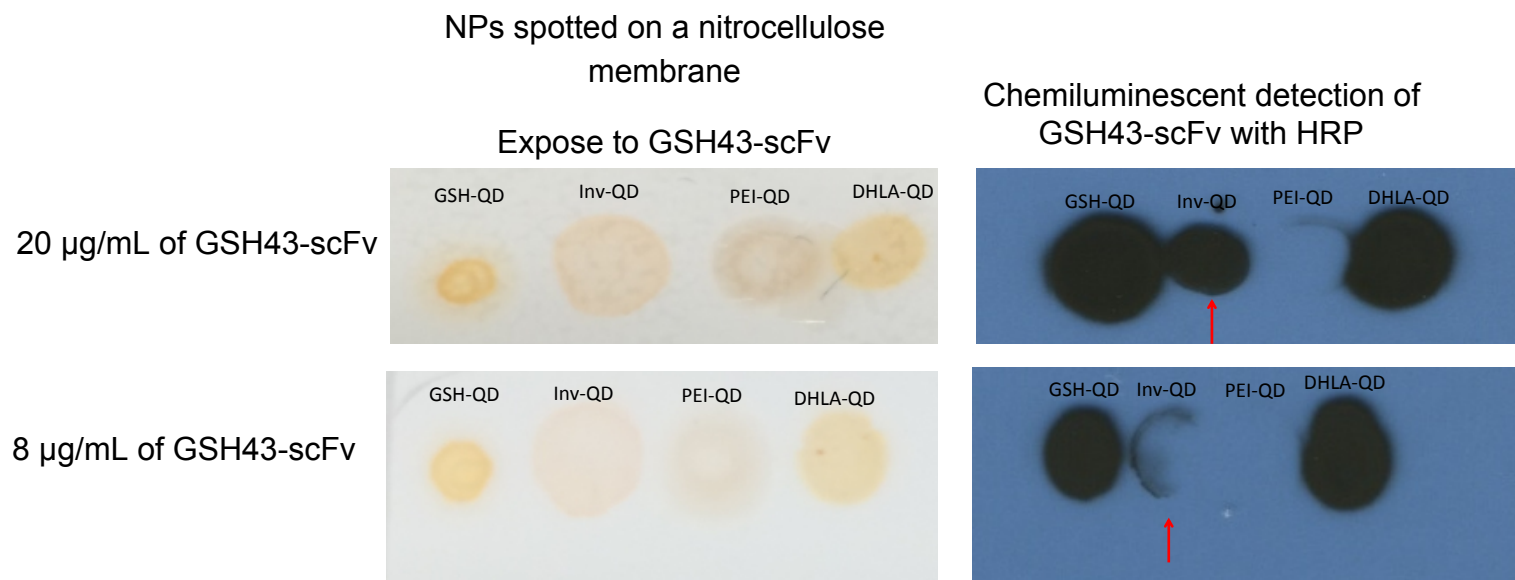 NPs spotted on a nitrocellulose
membrane
Chemiluminescent detection of
GSH43-scFv with HRP
Expose to GSH43-scFv
20 µg/mL of GSH43-scFv
GSH-QD Inv-QD PEI-QD DHLA-QD
GSH-QD Inv-QD PEI-QD DHLA-QD
8 µg/mL of GSH43-scFv
GSH-QD Inv-QD PEI-QD DHLA-QD
GSH-QD Inv-QD PEI-QD DHLA-QD